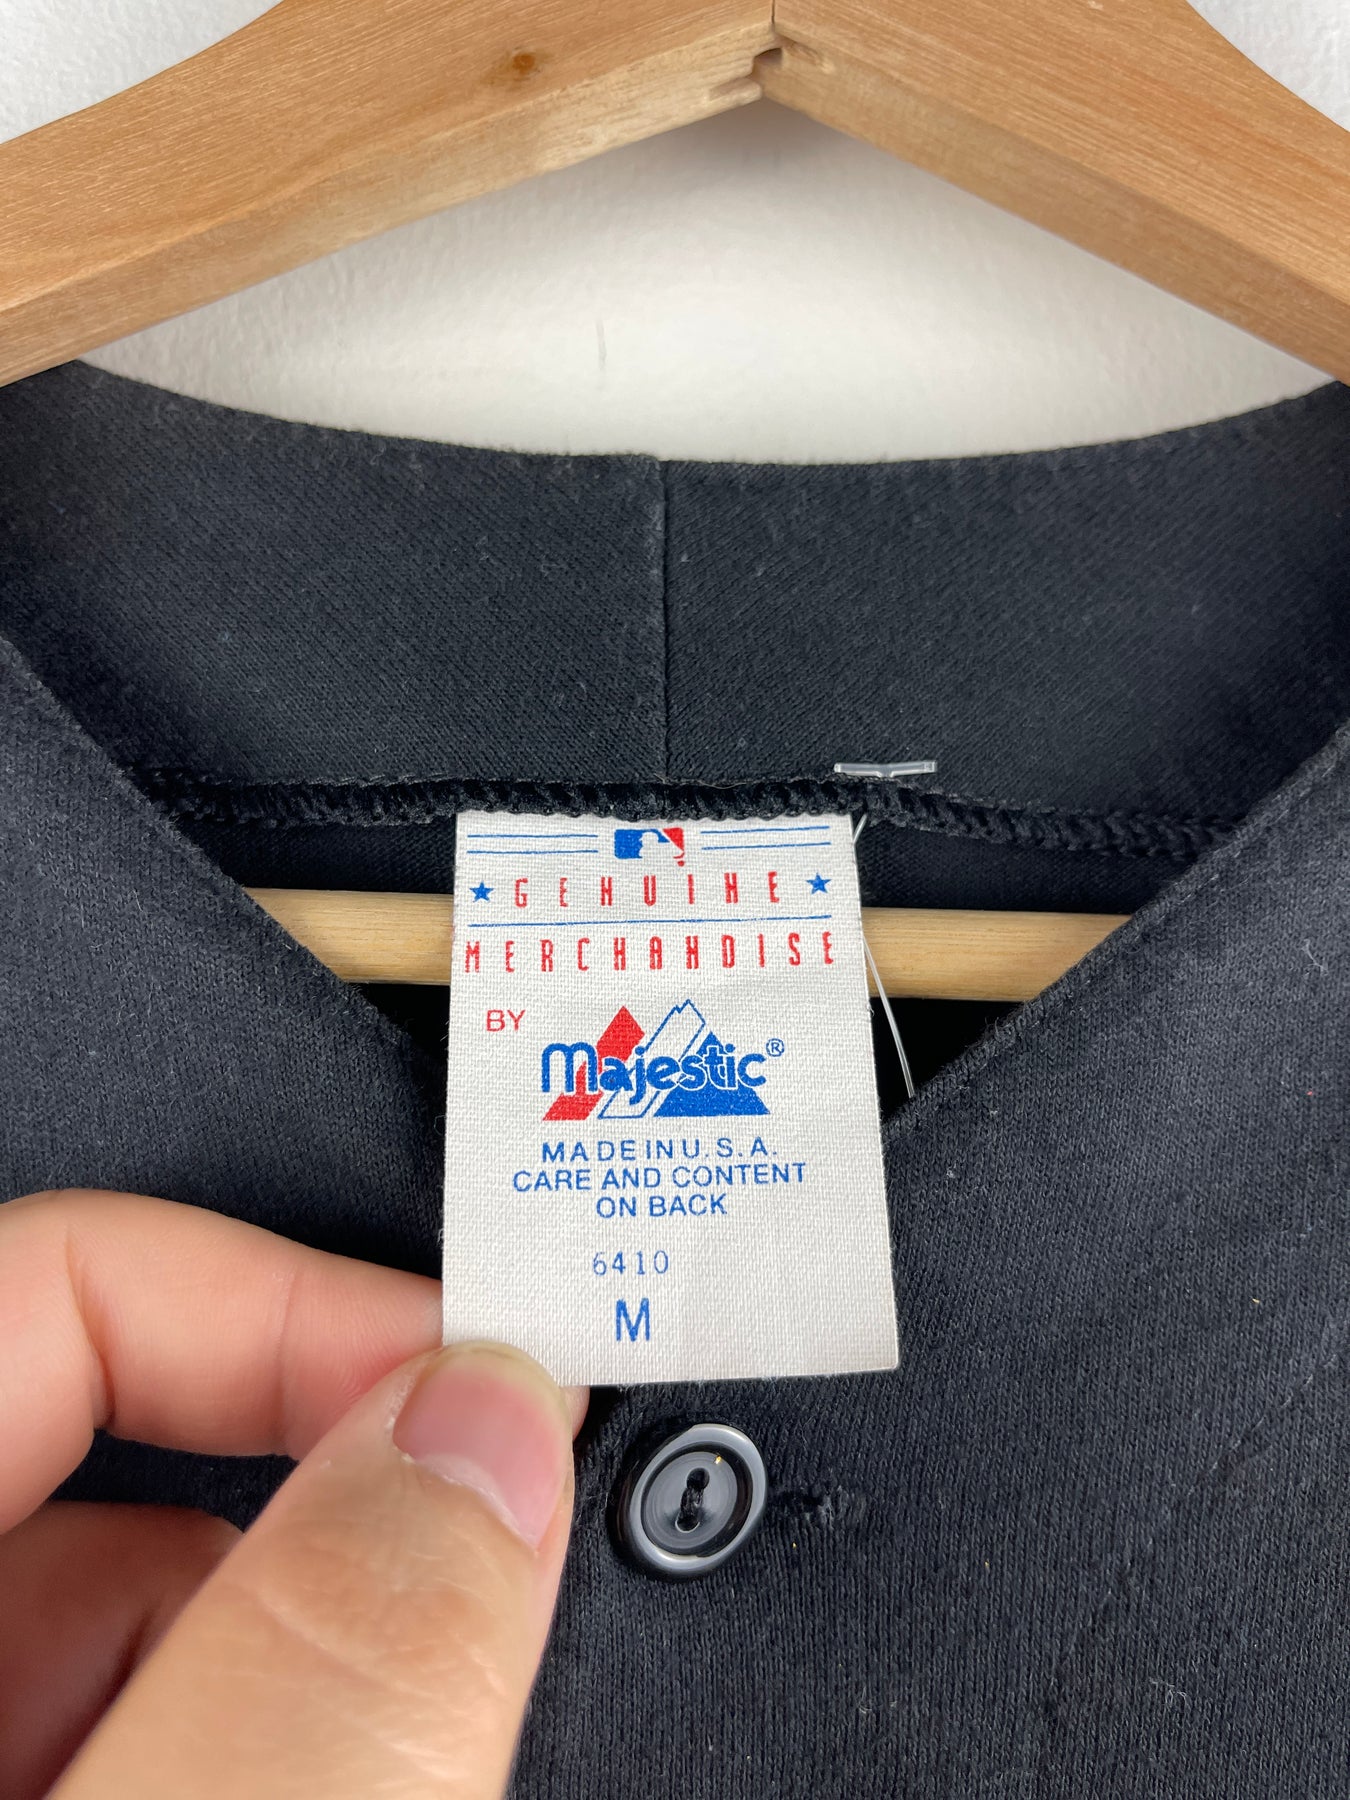 GENUINE
MERCHANDISE
BY
Majestic®
MADE IN U.S.A.
CARE AND CONTENT
ON BACK
6410
M